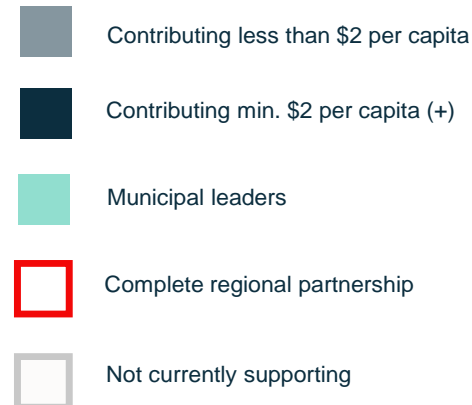 Contributing less than $2 per capita
Contributing min. $2 per capita (+)
Municipal leaders
Complete regional partnership
Not currently supporting